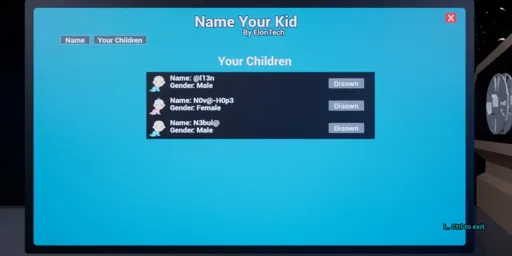 Name Your Kid
By ElonTech
X
Name Your Children
Your Children
Name: @l13n
Gender: Male
Disown
Name: N0v@-H0p3
Gender: Female
Disown
Name: N3bul@
Gender: Male
Disown
L. Ctrl to exit